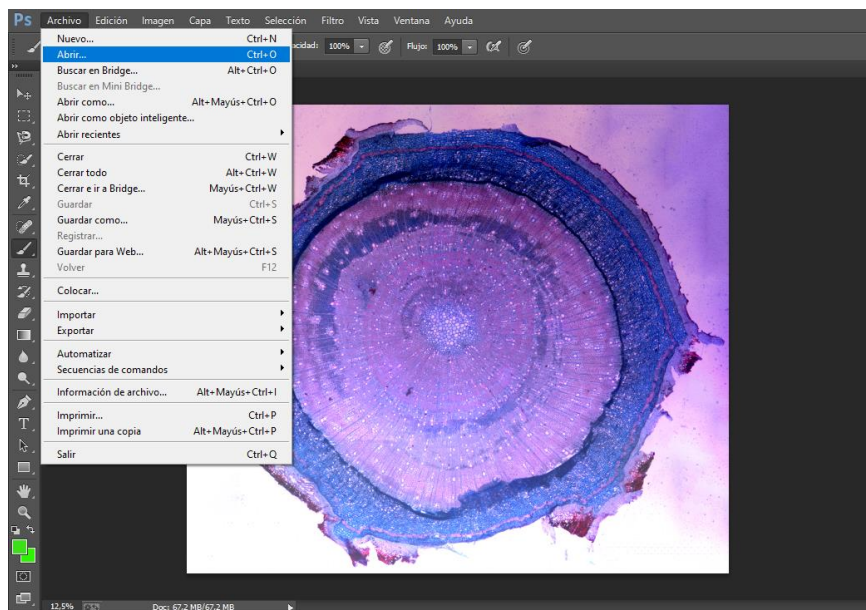 Ps Archivo Edición Imagen Capa Texto Selección Filtro Vista Ventana Ayuda
Nuevo... Ctrl+N
Abrir... Ctrl+O
Buscar en Bridge... Alt+Ctrl+O
Buscar en Mini Bridge...
Abrir como... Alt+Mayús+Ctrl+O
Abrir como objeto inteligente...
Abrir recientes
Cerrar Ctrl+W
Cerrar todo Alt+Ctrl+W
Cerrar e ir a Bridge... Mayús+Ctrl+W
Guardar Ctrl+S
Guardar como... Mayús+Ctrl+S
Registrar...
Guardar para Web... Alt+Mayús+Ctrl+S
Volver F12
Colocar...
Importar
Exportar
Automatizar
Secuencias de comandos
Información de archivo... Alt+Mayús+Ctrl+I
Imprimir... Ctrl+P
Imprimir una copia Alt+Mayús+Ctrl+P
Salir Ctrl+Q
acidad: 100% Flujo: 100%
12,5% Doc: 67,2 MB/67,2 MB